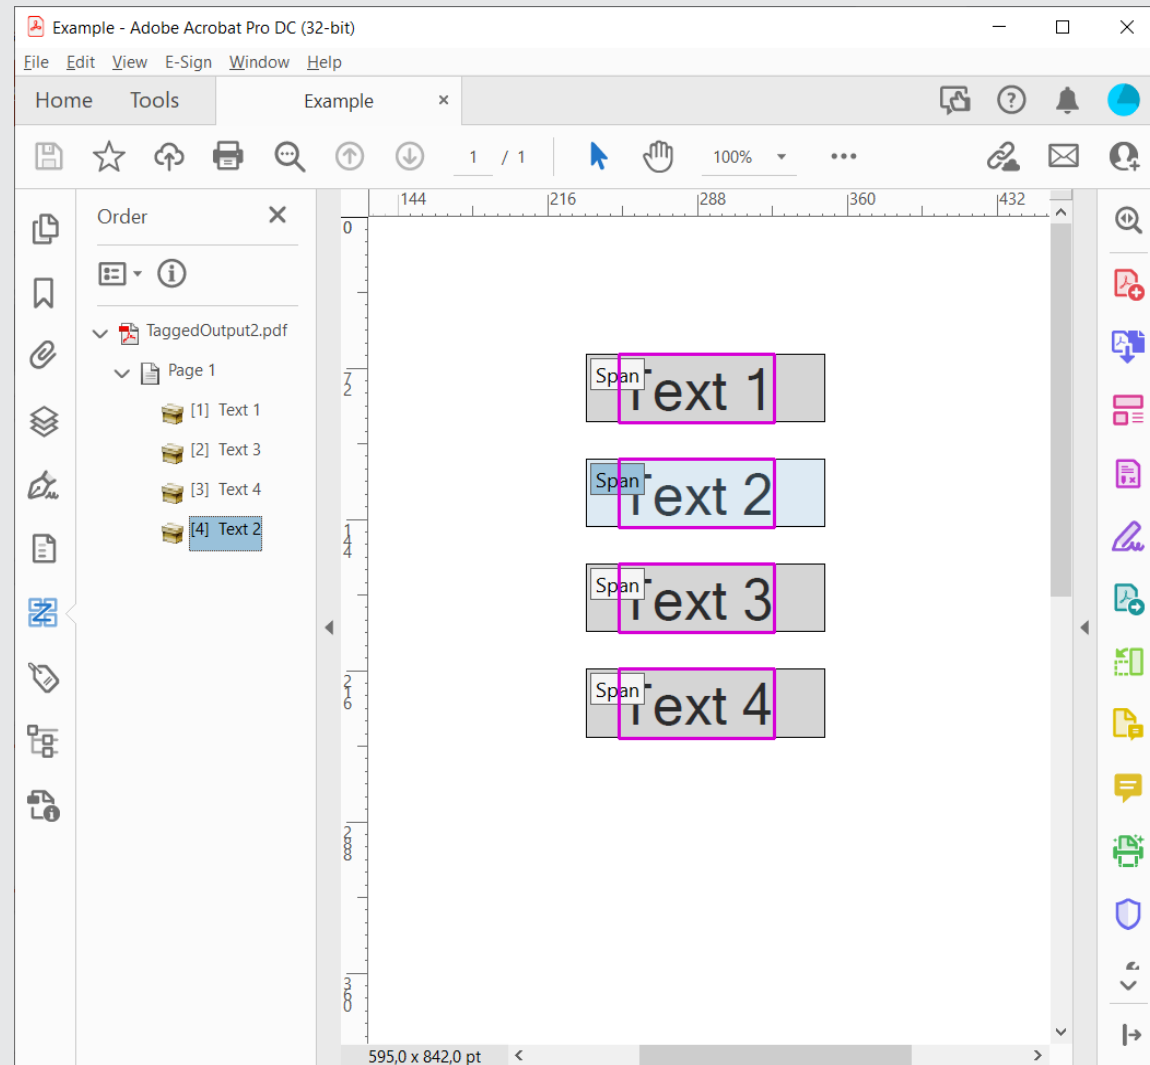 Example - Adobe Acrobat Pro DC (32-bit)
File Edit View E-Sign Window Help
Home Tools Example ×
1 / 1 100%
Order
TaggedOutput2.pdf
Page 1
[1] Text 1
[2] Text 3
[3] Text 4
[4] Text 2
144 216 288 360 432
0
72
144
216
288
360
Span Text 1
Span Text 2
Span Text 3
Span Text 4
595,0 x 842,0 pt